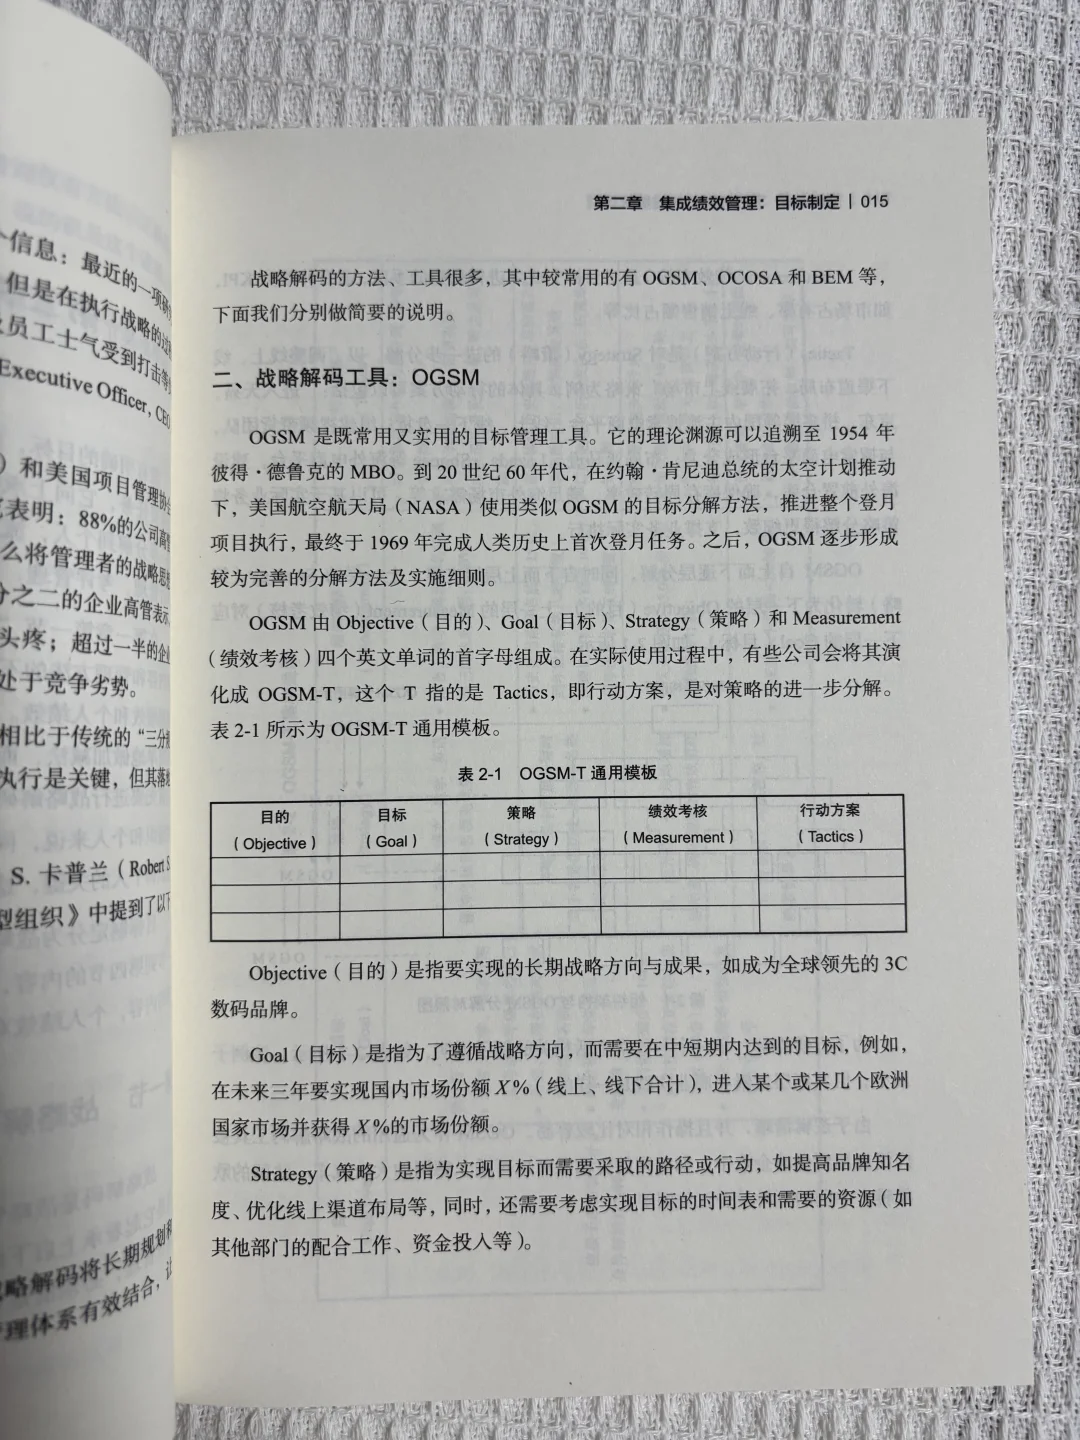 个信息：最近的一项研
但是在执行战略的过
员工士气受到打击等
Executive Officer, CEO
）和美国项目管理协会
表明：88%的公司高管
么将管理者的战略思
分之二的企业高管表示
头疼；超过一半的企业
处于竞争劣势。
相比于传统的“三分
执行是关键，但其落
S. 卡普兰（Robert S
型组织》中提到了以下
略解码将长期规划和
管理体系有效结合，
第二章 集成绩效管理：目标制定 | 015
战略解码的方法、工具很多，其中较常用的有 OGSM、OCOSA 和 BEM 等，
下面我们分别做简要的说明。
二、战略解码工具：OGSM
OGSM 是既常用又实用的目标管理工具。它的理论渊源可以追溯至 1954 年
彼得·德鲁克的 MBO。到 20 世纪 60 年代，在约翰·肯尼迪总统的太空计划推动
下，美国航空航天局（NASA）使用类似 OGSM 的目标分解方法，推进整个登月
项目执行，最终于 1969 年完成人类历史上首次登月任务。之后，OGSM 逐步形成
较为完善的分解方法及实施细则。
OGSM 由 Objective（目的）、Goal（目标）、Strategy（策略）和 Measurement
（绩效考核）四个英文单词的首字母组成。在实际使用过程中，有些公司会将其演
化成 OGSM-T，这个 T 指的是 Tactics，即行动方案，是对策略的进一步分解。
表 2-1 所示为 OGSM-T 通用模板。
表 2-1 OGSM-T 通用模板
目的 目标 策略 绩效考核 行动方案
（Objective） （Goal） （Strategy） （Measurement） （Tactics）
Objective（目的）是指要实现的长期战略方向与成果，如成为全球领先的 3C
数码品牌。
Goal（目标）是指为了遵循战略方向，而需要在中短期内达到的目标，例如，
在未来三年要实现国内市场份额 X%（线上、线下合计），进入某个或某几个欧洲
国家市场并获得 X%的市场份额。
Strategy（策略）是指为实现目标而需要采取的路径或行动，如提高品牌知名
度、优化线上渠道布局等，同时，还需要考虑实现目标的时间表和需要的资源（如
其他部门的配合工作、资金投入等）。